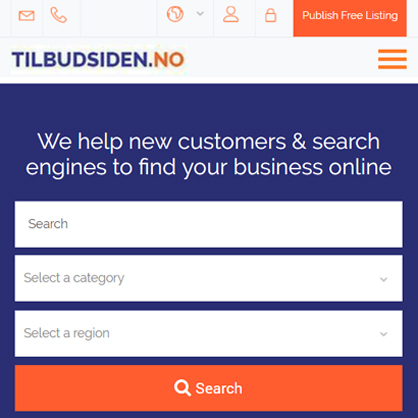 Publish Free Listing
TILBUDSIDEN.NO
We help new customers & search
engines to find your business online
Search
Select a category
Select a region
Search